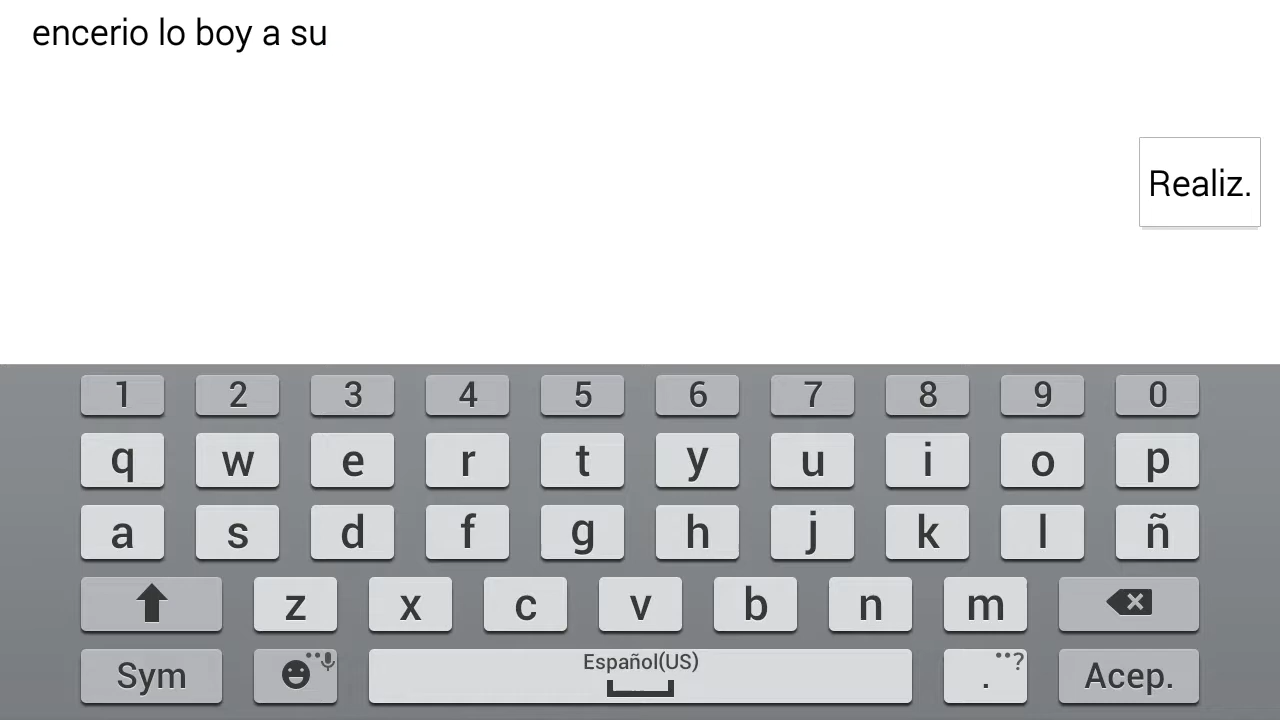 encerio lo boy a su
Realiz.
1 2 3 4 5 6 7 8 9 0
q w e r t y u i o p
a s d f g h j k l ñ
z x c v b n m
Español(US)
Sym . ? Acep.